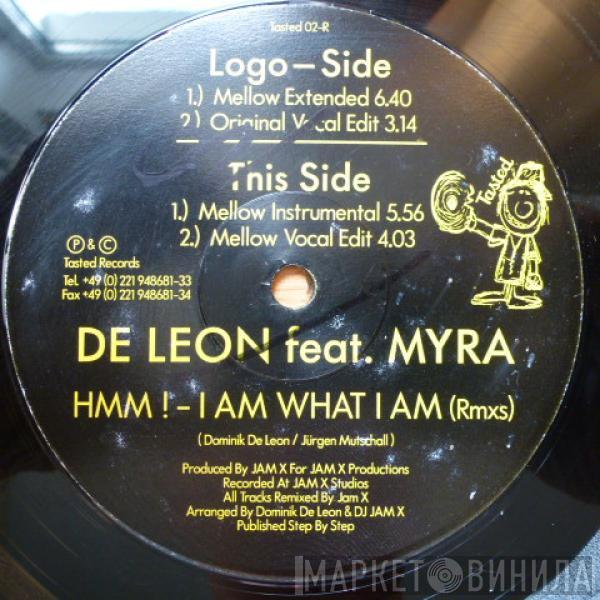 Tasted 02-R
Logo – Side
1.) Mellow Extended 6.40
2.) Original Vocal Edit 3.14
This Side
1.) Mellow Instrumental 5.56
2.) Mellow Vocal Edit 4.03
Tasted
℗ & ©
Tasted Records
Tel. +49 (0) 221 948681-33
Fax +49 (0) 221 948681-34
DE LEON feat. MYRA
HMM ! – I AM WHAT I AM (Rmxs)
( Dominik De Leon / Jürgen Mutschall )
Produced By JAM X For JAM X Productions
Recorded At JAM X Studios
All Tracks Remixed By Jam X
Arranged By Dominik De Leon & DJ JAM X
Published Step By Step
МАРКЕТ ВИНИЛА